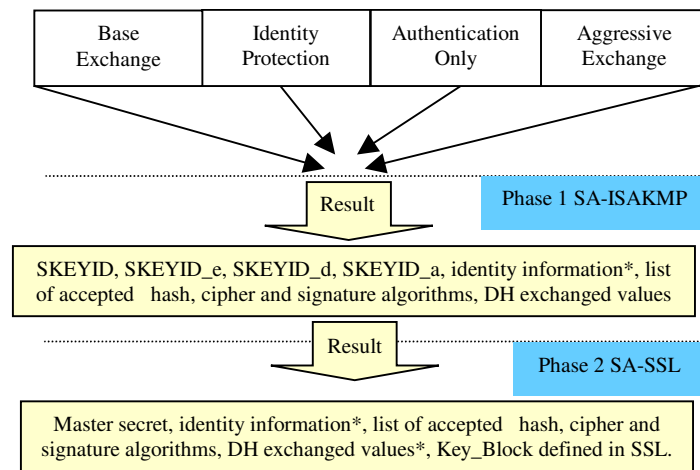 Base Exchange
Identity Protection
Authentication Only
Aggressive Exchange
Result
Phase 1 SA-ISAKMP
SKEYID, SKEYID_e, SKEYID_d, SKEYID_a, identity information*, list
of accepted hash, cipher and signature algorithms, DH exchanged values
Result
Phase 2 SA-SSL
Master secret, identity information*, list of accepted hash, cipher and
signature algorithms, DH exchanged values*, Key_Block defined in SSL.